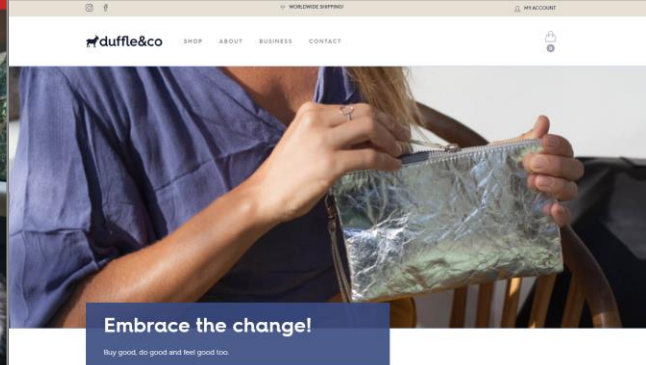 WORLDWIDE SHIPPING!
MY ACCOUNT
duffle&co
SHOP ABOUT BUSINESS CONTACT
0
Embrace the change!
Buy good, do good and feel good too.